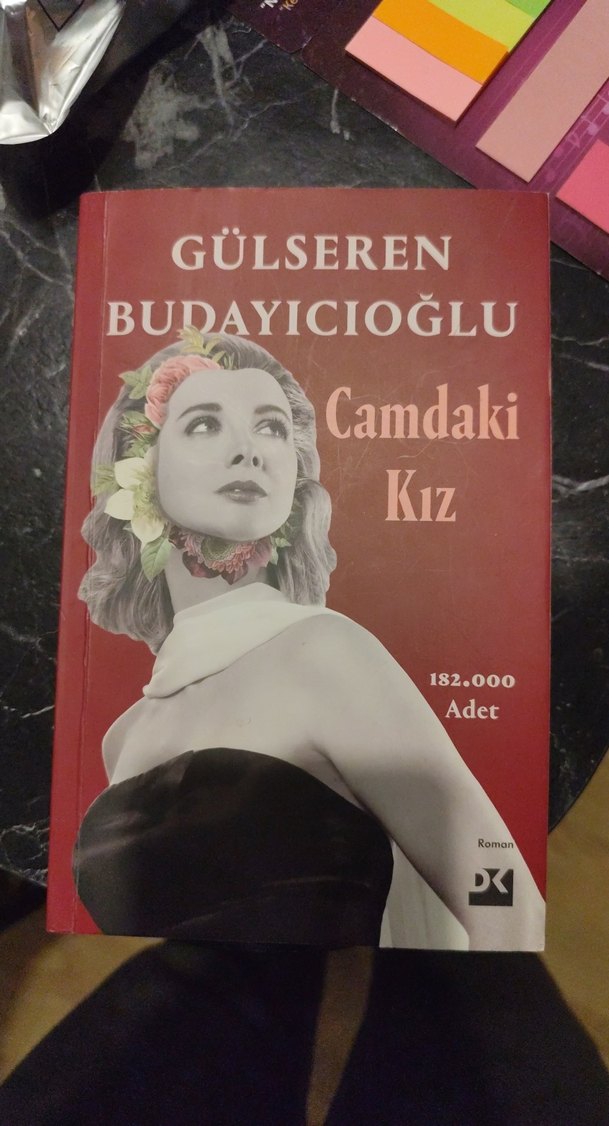 GÜLSEREN
BUDAYICIOĞLU
Camdaki
Kız
182.000
Adet
Roman
DK